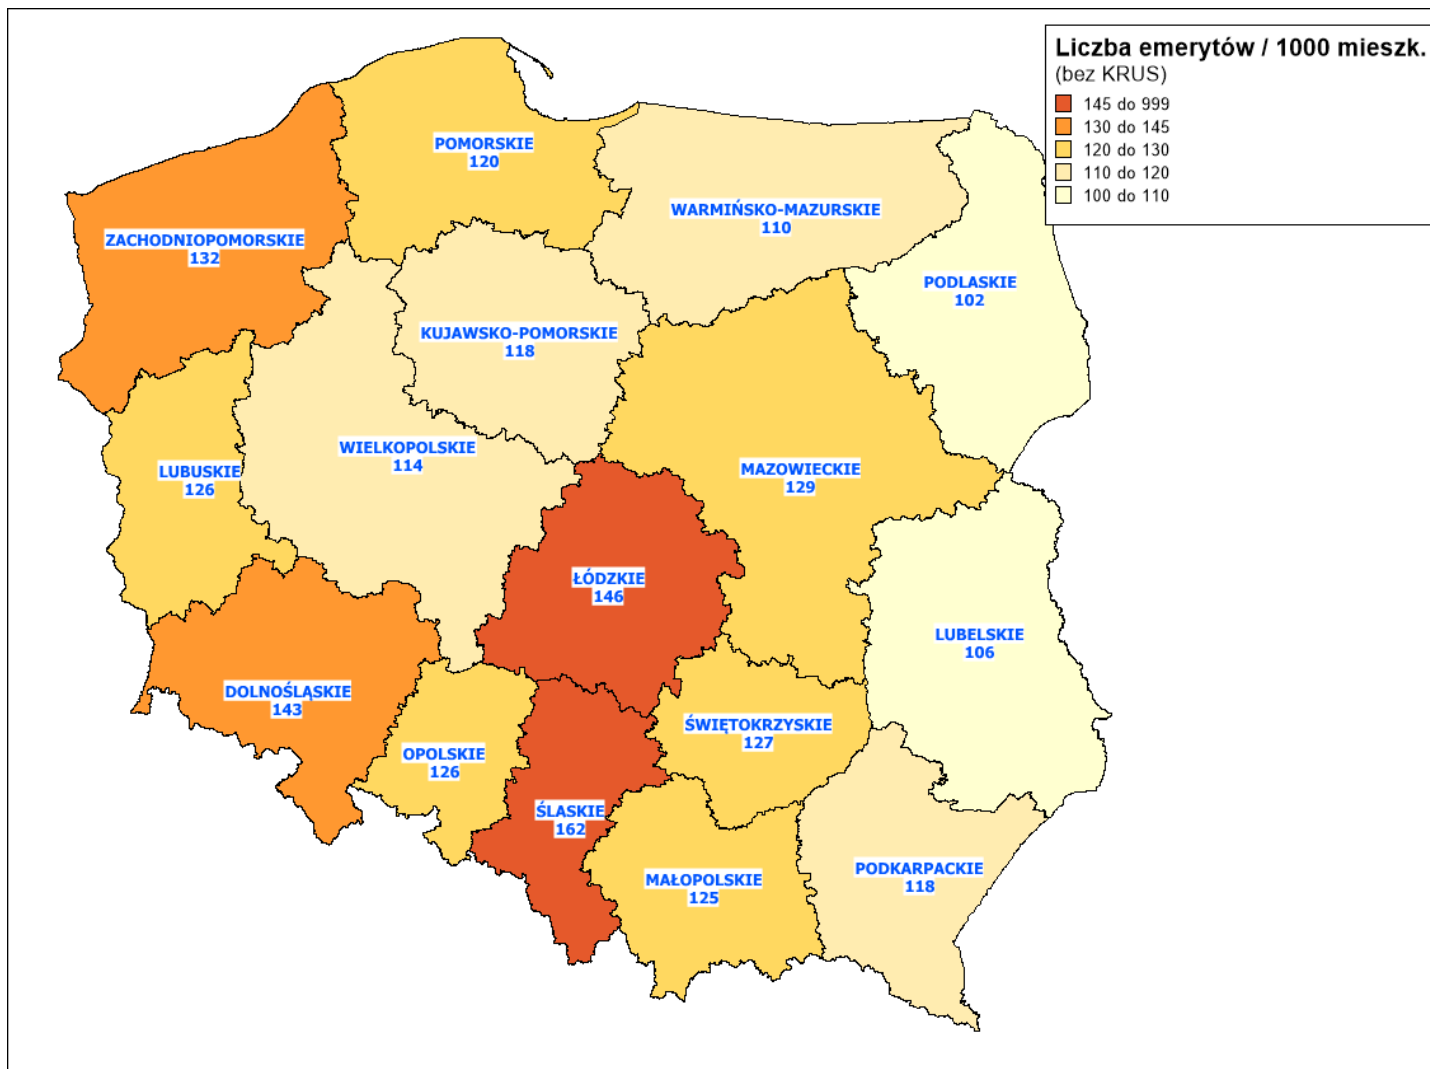 Liczba emerytów / 1000 mieszk.
(bez KRUS)
145 do 999
130 do 145
120 do 130
110 do 120
100 do 110
POMORSKIE
120
WARMIŃSKO-MAZURSKIE
110
ZACHODNIOPOMORSKIE
132
PODLASKIE
102
KUJAWSKO-POMORSKIE
118
WIELKOPOLSKIE
114
LUBUSKIE
126
MAZOWIECKIE
129
ŁÓDZKIE
146
LUBELSKIE
106
DOLNOŚLĄSKIE
143
ŚWIĘTOKRZYSKIE
127
OPOLSKIE
126
ŚLASKIE
162
MAŁOPOLSKIE
125
PODKARPACKIE
118